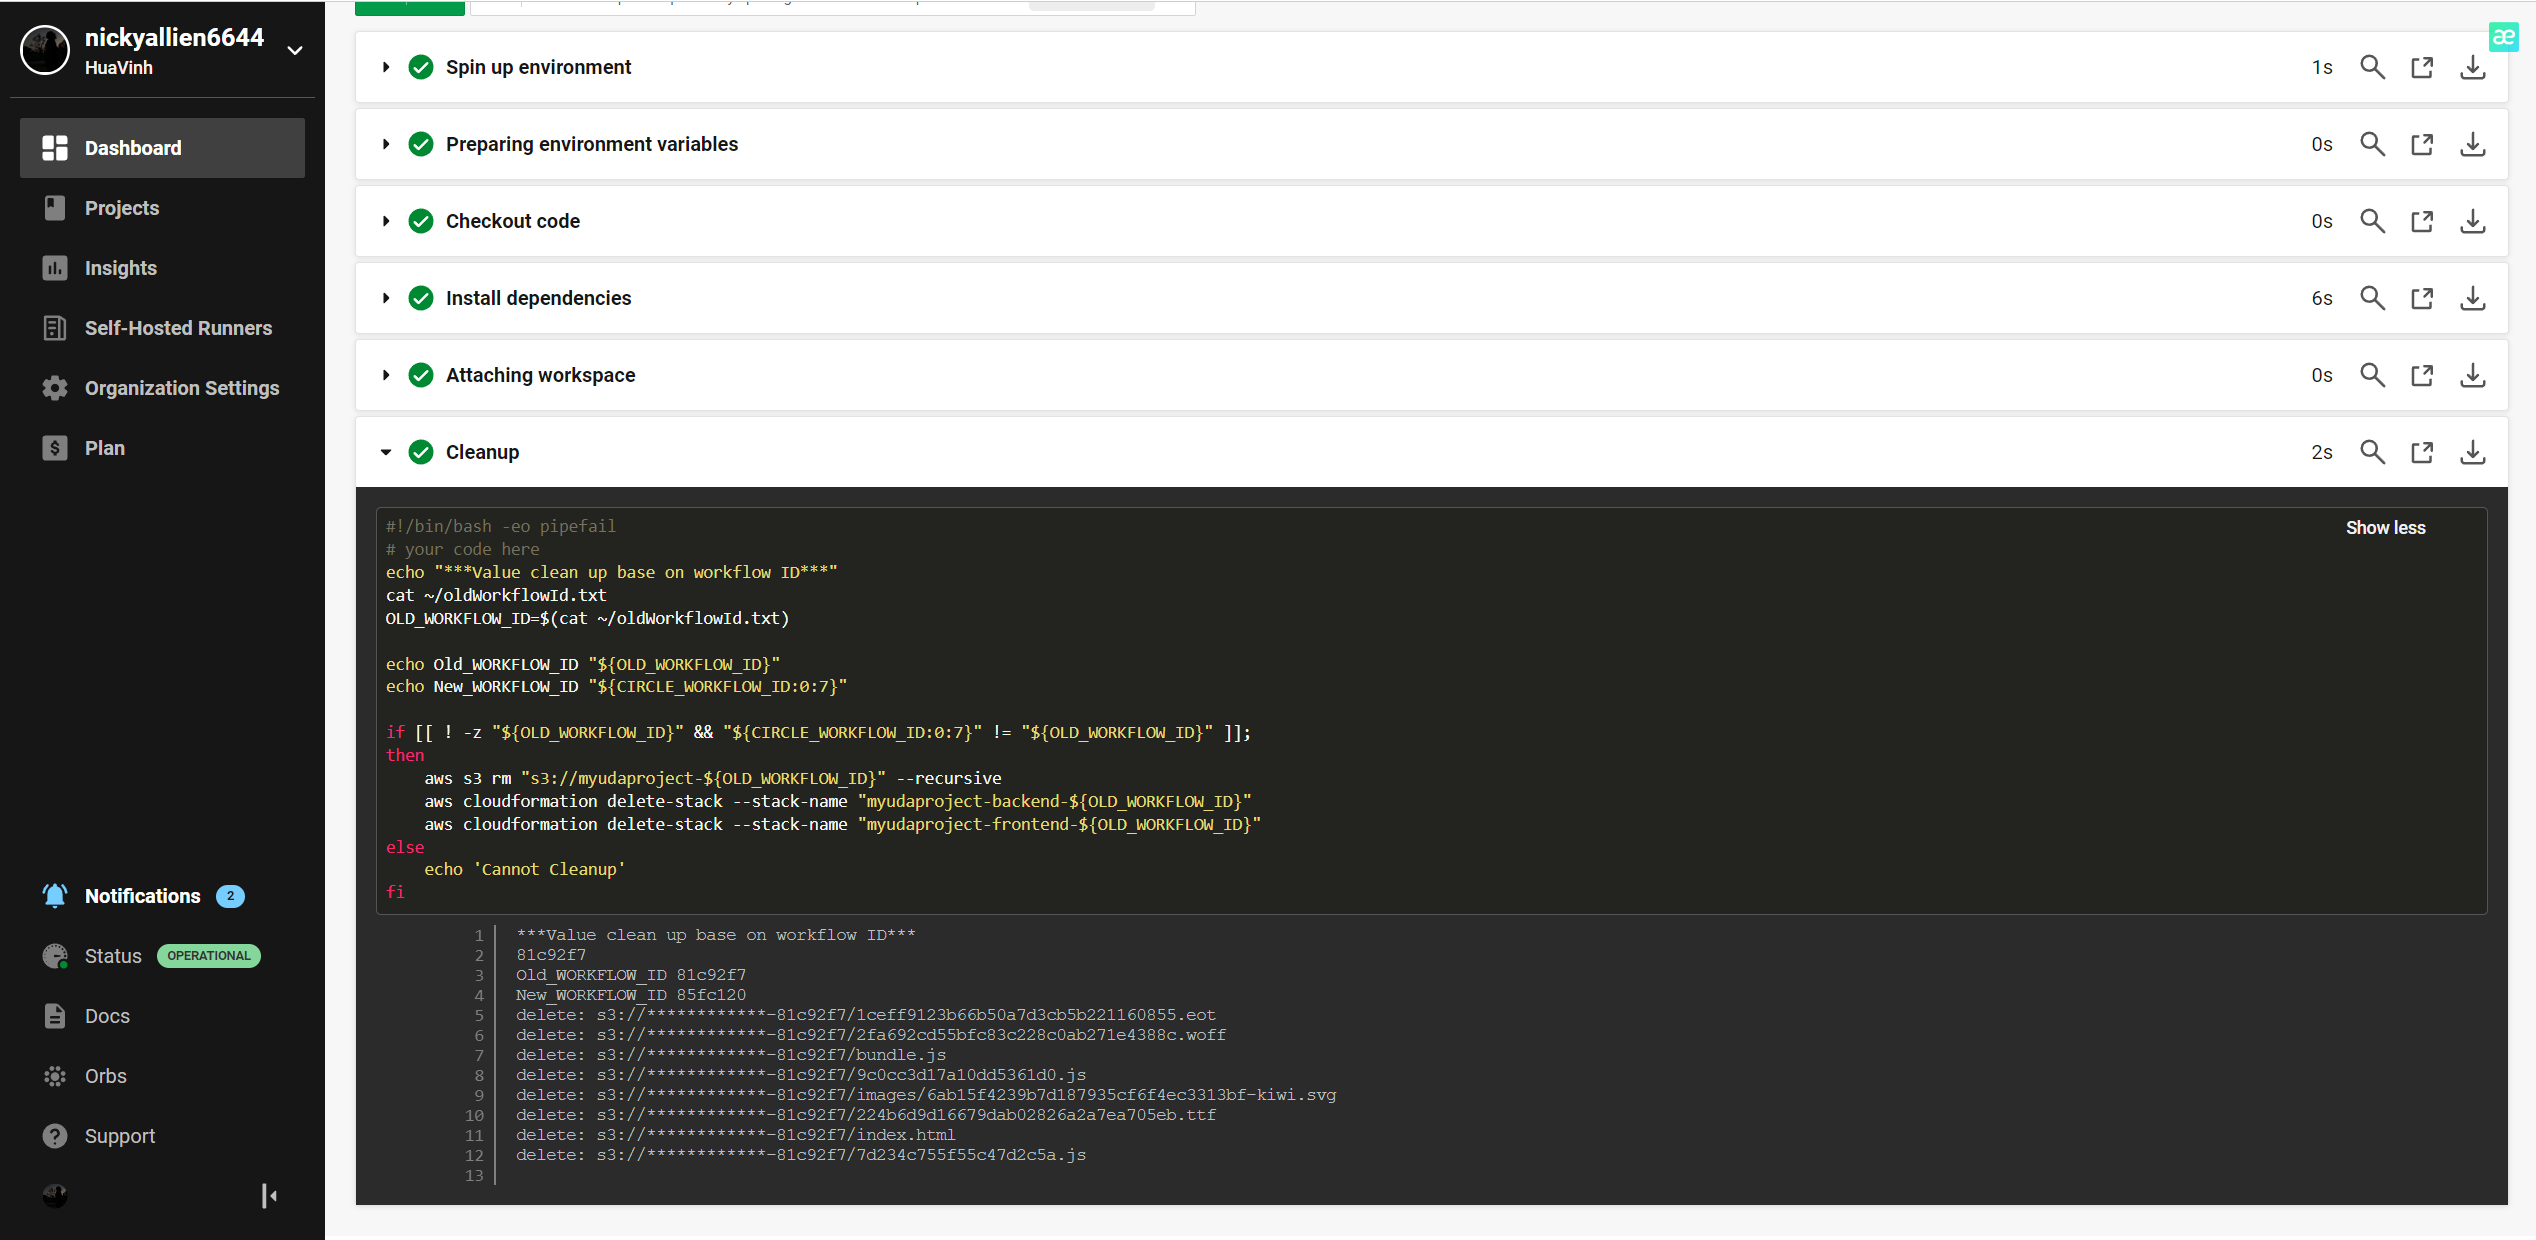 nickyallien6644
HuaVinh
Dashboard
Projects
Insights
Self-Hosted Runners
Organization Settings
Plan
Notifications 2
Status OPERATIONAL
Docs
Orbs
Support
æ
Spin up environment 1s
Preparing environment variables 0s
Checkout code 0s
Install dependencies 6s
Attaching workspace 0s
Cleanup 2s
Show less
#!/bin/bash -eo pipefail
# your code here
echo "***Value clean up base on workflow ID***"
cat ~/oldWorkflowId.txt
OLD_WORKFLOW_ID=$(cat ~/oldWorkflowId.txt)
echo Old_WORKFLOW_ID "${OLD_WORKFLOW_ID}"
echo New_WORKFLOW_ID "${CIRCLE_WORKFLOW_ID:0:7}"
if [[ ! -z "${OLD_WORKFLOW_ID}" && "${CIRCLE_WORKFLOW_ID:0:7}" != "${OLD_WORKFLOW_ID}" ]];
then
aws s3 rm "s3://myudaproject-${OLD_WORKFLOW_ID}" --recursive
aws cloudformation delete-stack --stack-name "myudaproject-backend-${OLD_WORKFLOW_ID}"
aws cloudformation delete-stack --stack-name "myudaproject-frontend-${OLD_WORKFLOW_ID}"
else
echo 'Cannot Cleanup'
fi
1 ***Value clean up base on workflow ID***
2 81c92f7
3 Old_WORKFLOW_ID 81c92f7
4 New_WORKFLOW_ID 85fc120
5 delete: s3://************-81c92f7/1ceff9123b66b50a7d3cb5b221160855.eot
6 delete: s3://************-81c92f7/2fa692cd55bfc83c228c0ab271e4388c.woff
7 delete: s3://************-81c92f7/bundle.js
8 delete: s3://************-81c92f7/9c0cc3d17a10dd5361d0.js
9 delete: s3://************-81c92f7/images/6ab15f4239b7d187935cf6f4ec3313bf-kiwi.svg
10 delete: s3://************-81c92f7/224b6d9d16679dab02826a2a7ea705eb.ttf
11 delete: s3://************-81c92f7/index.html
12 delete: s3://************-81c92f7/7d234c755f55c47d2c5a.js
13